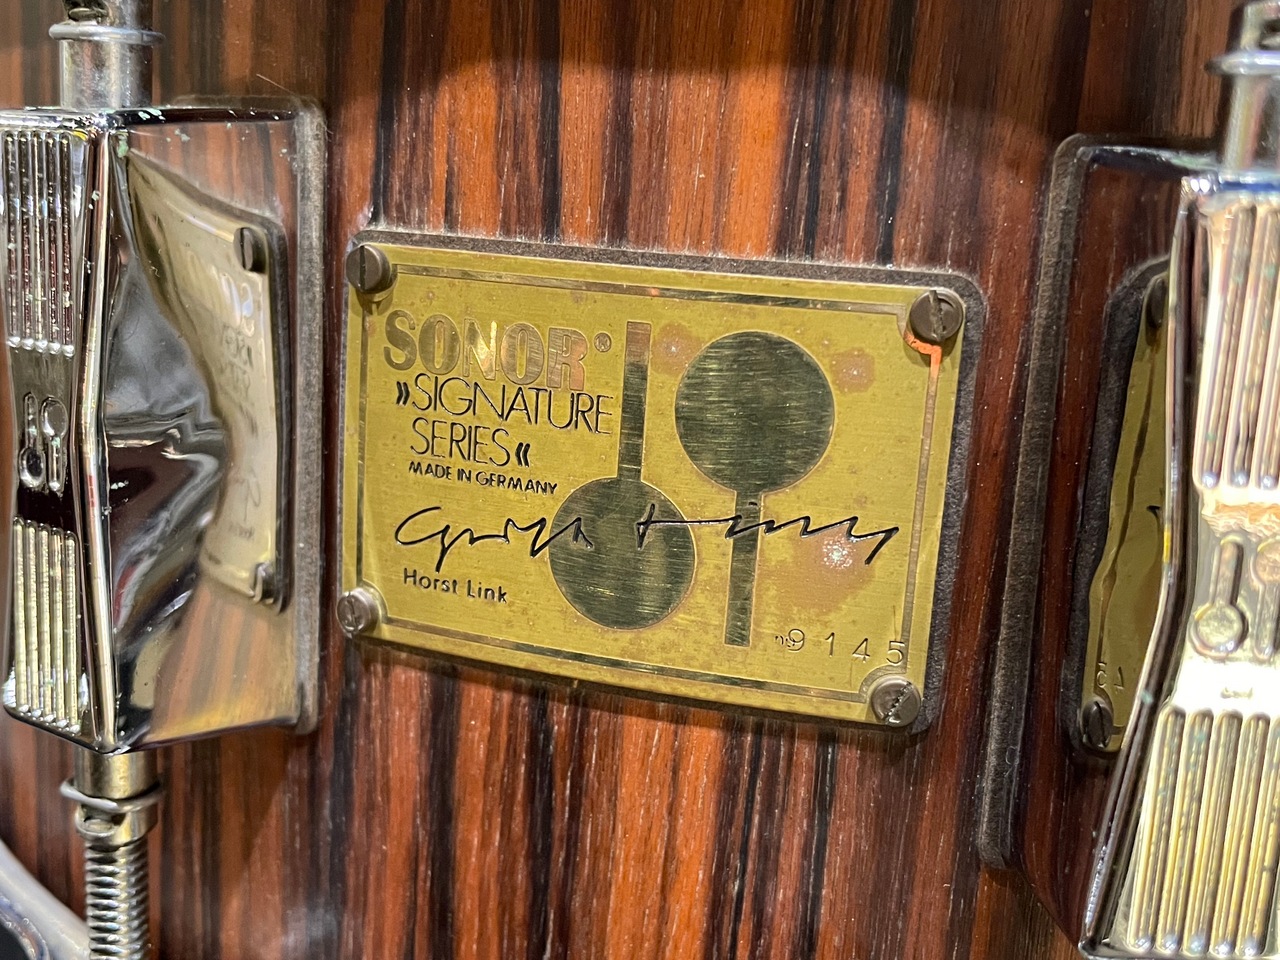 SONOR®
»SIGNATURE
SERIES«
MADE IN GERMANY
Horst Link
no 9145